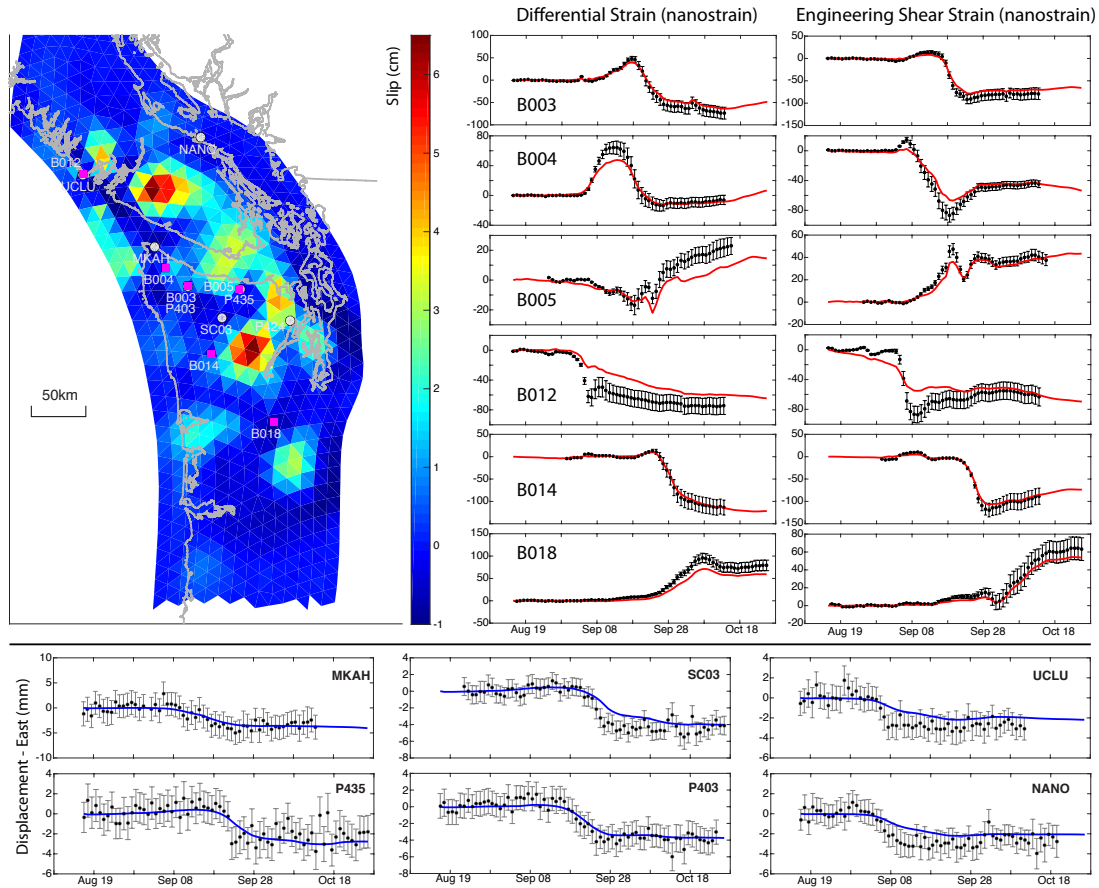 Differential Strain (nanostrain)
Engineering Shear Strain (nanostrain)
NANO
B012
UCLU
MKAH
B004
B003
P403
B005
P435
SC03
P424
B014
B018
50km
Slip (cm)
6
5
4
3
2
1
0
-1
100
50
0
-50
-100
B003
50
0
-50
-100
-150
80
40
0
-40
B004
0
-40
-80
20
0
-20
B005
60
40
20
0
-20
0
-40
-80
B012
0
-40
-80
50
0
-50
-100
-150
B014
50
0
-50
-100
-150
150
100
50
0
-50
B018
80
60
40
20
0
-20
Aug 19 Sep 08 Sep 28 Oct 18
Aug 19 Sep 08 Sep 28 Oct 18
Displacement - East (mm)
10
5
0
-5
-10
MKAH
4
2
0
-2
-4
-6
-8
SC03
4
2
0
-2
-4
-6
UCLU
4
2
0
-2
-4
-6
P435
4
2
0
-2
-4
-6
-8
P403
4
2
0
-2
-4
-6
NANO
Aug 19 Sep 08 Sep 28 Oct 18
Aug 19 Sep 08 Sep 28 Oct 18
Aug 19 Sep 08 Sep 28 Oct 18